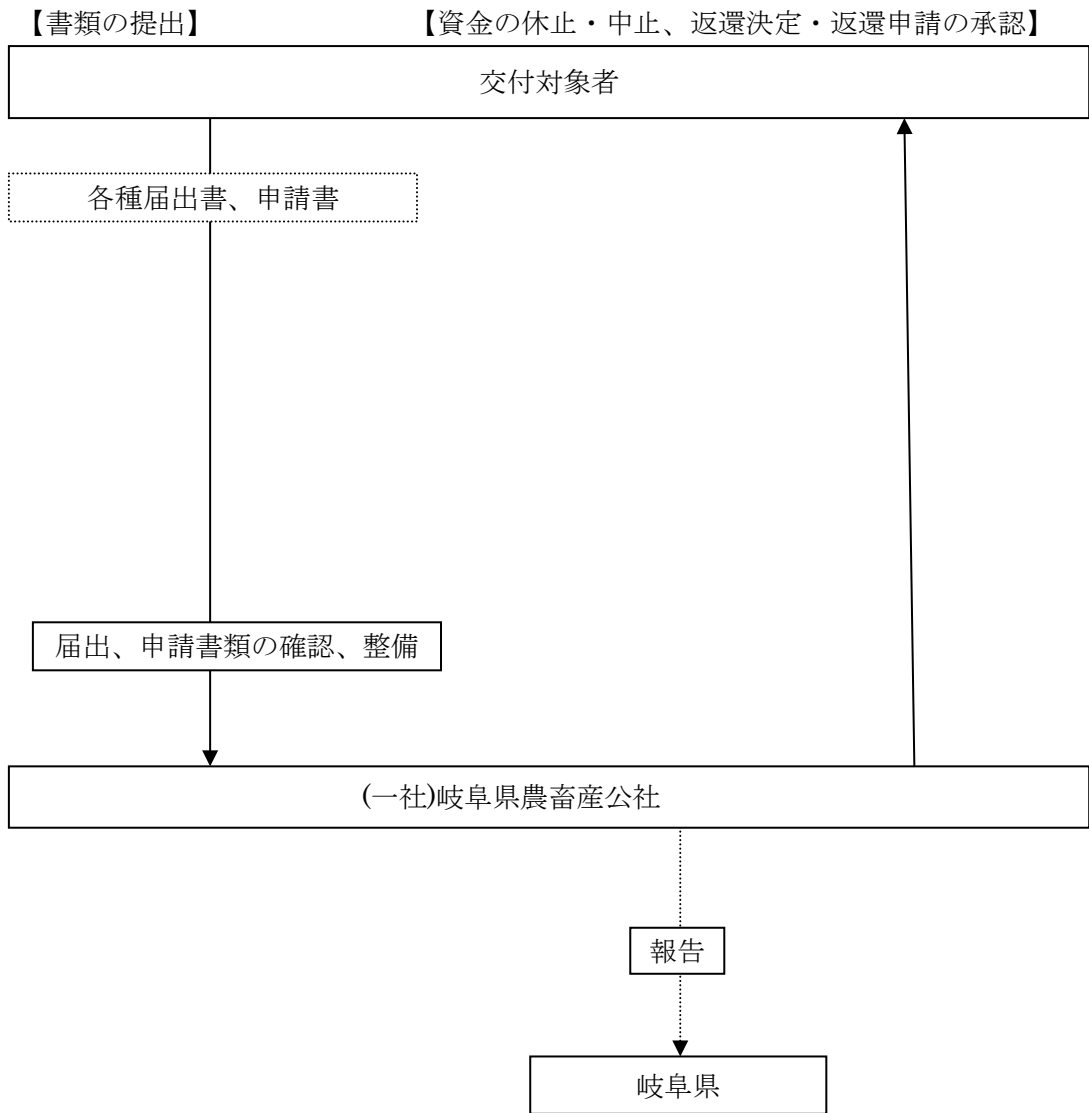 【書類の提出】
【資金の休止・中止、返還決定・返還申請の承認】
交付対象者
各種届出書、申請書
届出、申請書類の確認、整備
(一社)岐阜県農畜産公社
報告
岐阜県